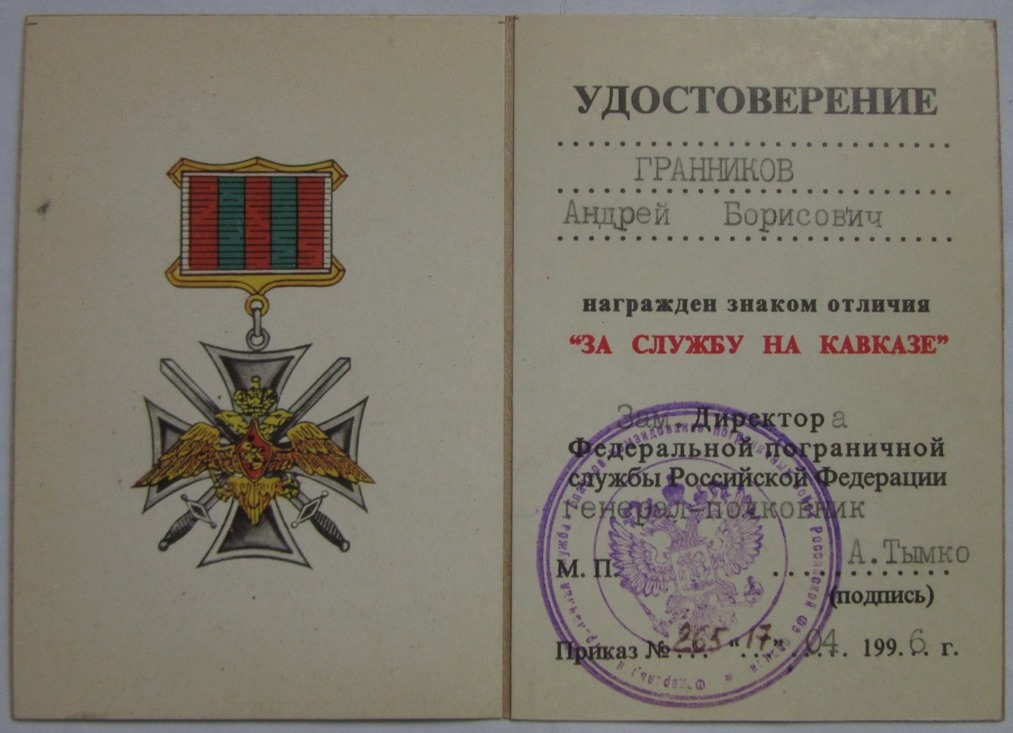 УДОСТОВЕРЕНИЕ
ГРАННИКОВ
Андрей Борисович
награжден знаком отличия
"ЗА СЛУЖБУ НА КАВКАЗЕ"
Зам. Директора
Федеральной пограничной
службы Российской Федерации
генерал-полковник
А.Тымко
М. П.
(подпись)
Приказ № 265 "17" 04 1996 г.